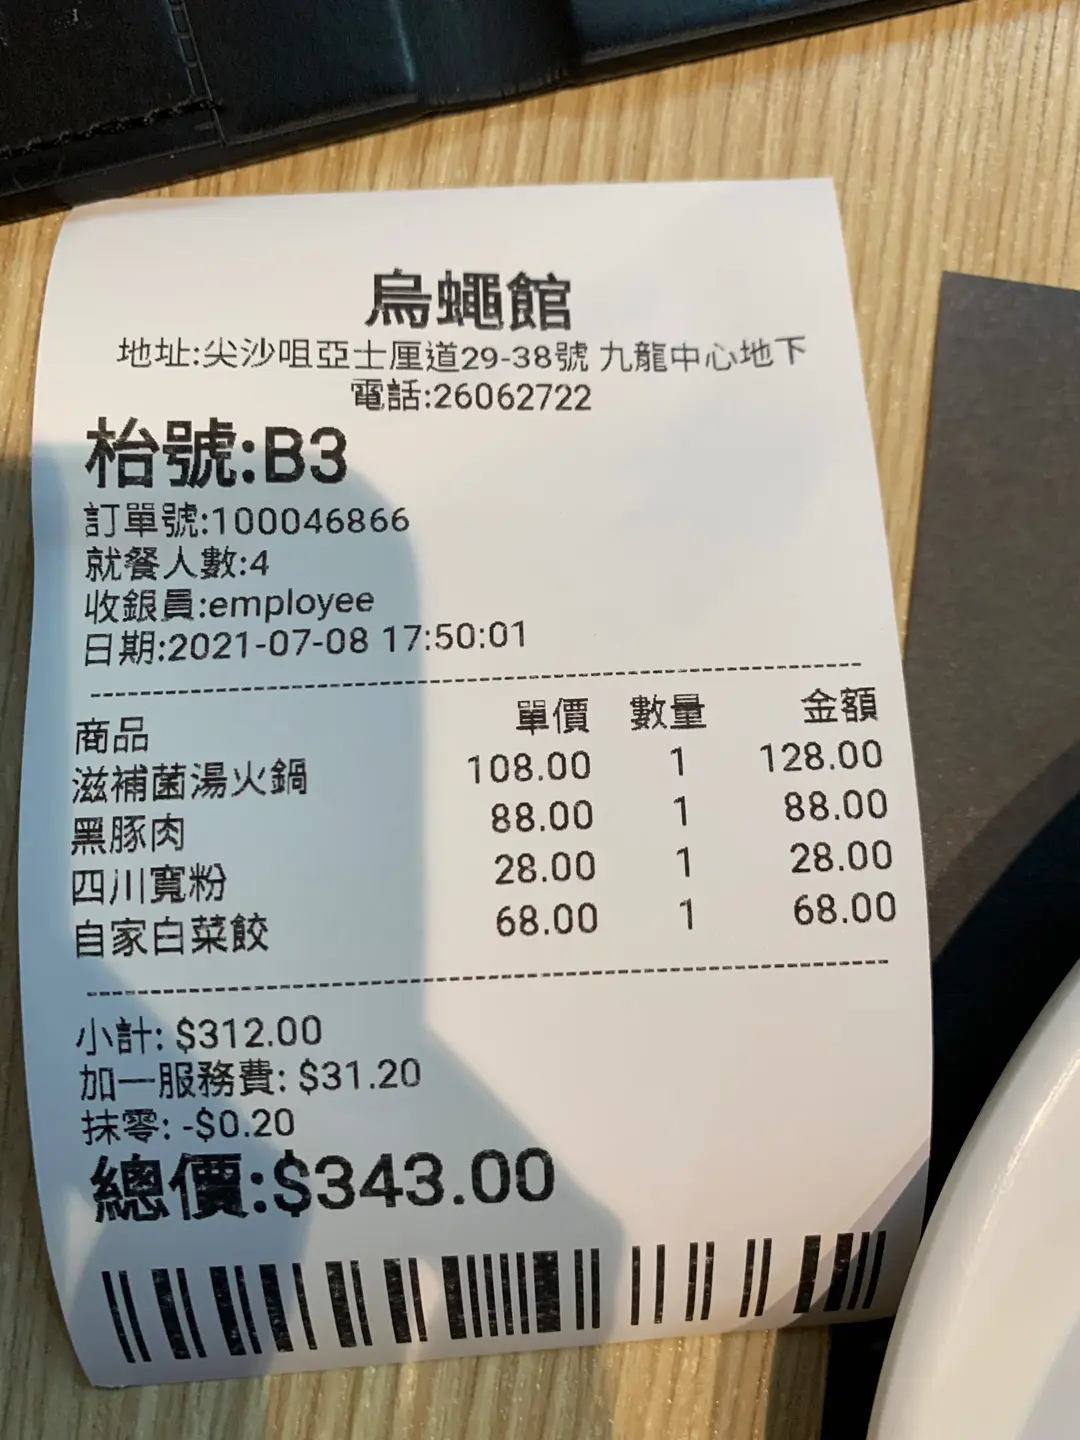 烏蠅館
地址:尖沙咀亞士厘道29-38號 九龍中心地下
電話:26062722
枱號:B3
訂單號:100046866
就餐人數:4
收銀員:employee
日期:2021-07-08 17:50:01
商品 單價 數量 金額
滋補菌湯火鍋 108.00 1 128.00
黑豚肉 88.00 1 88.00
四川寬粉 28.00 1 28.00
自家白菜餃 68.00 1 68.00
小計: $312.00
加一服務費: $31.20
抹零: -$0.20
總價:$343.00